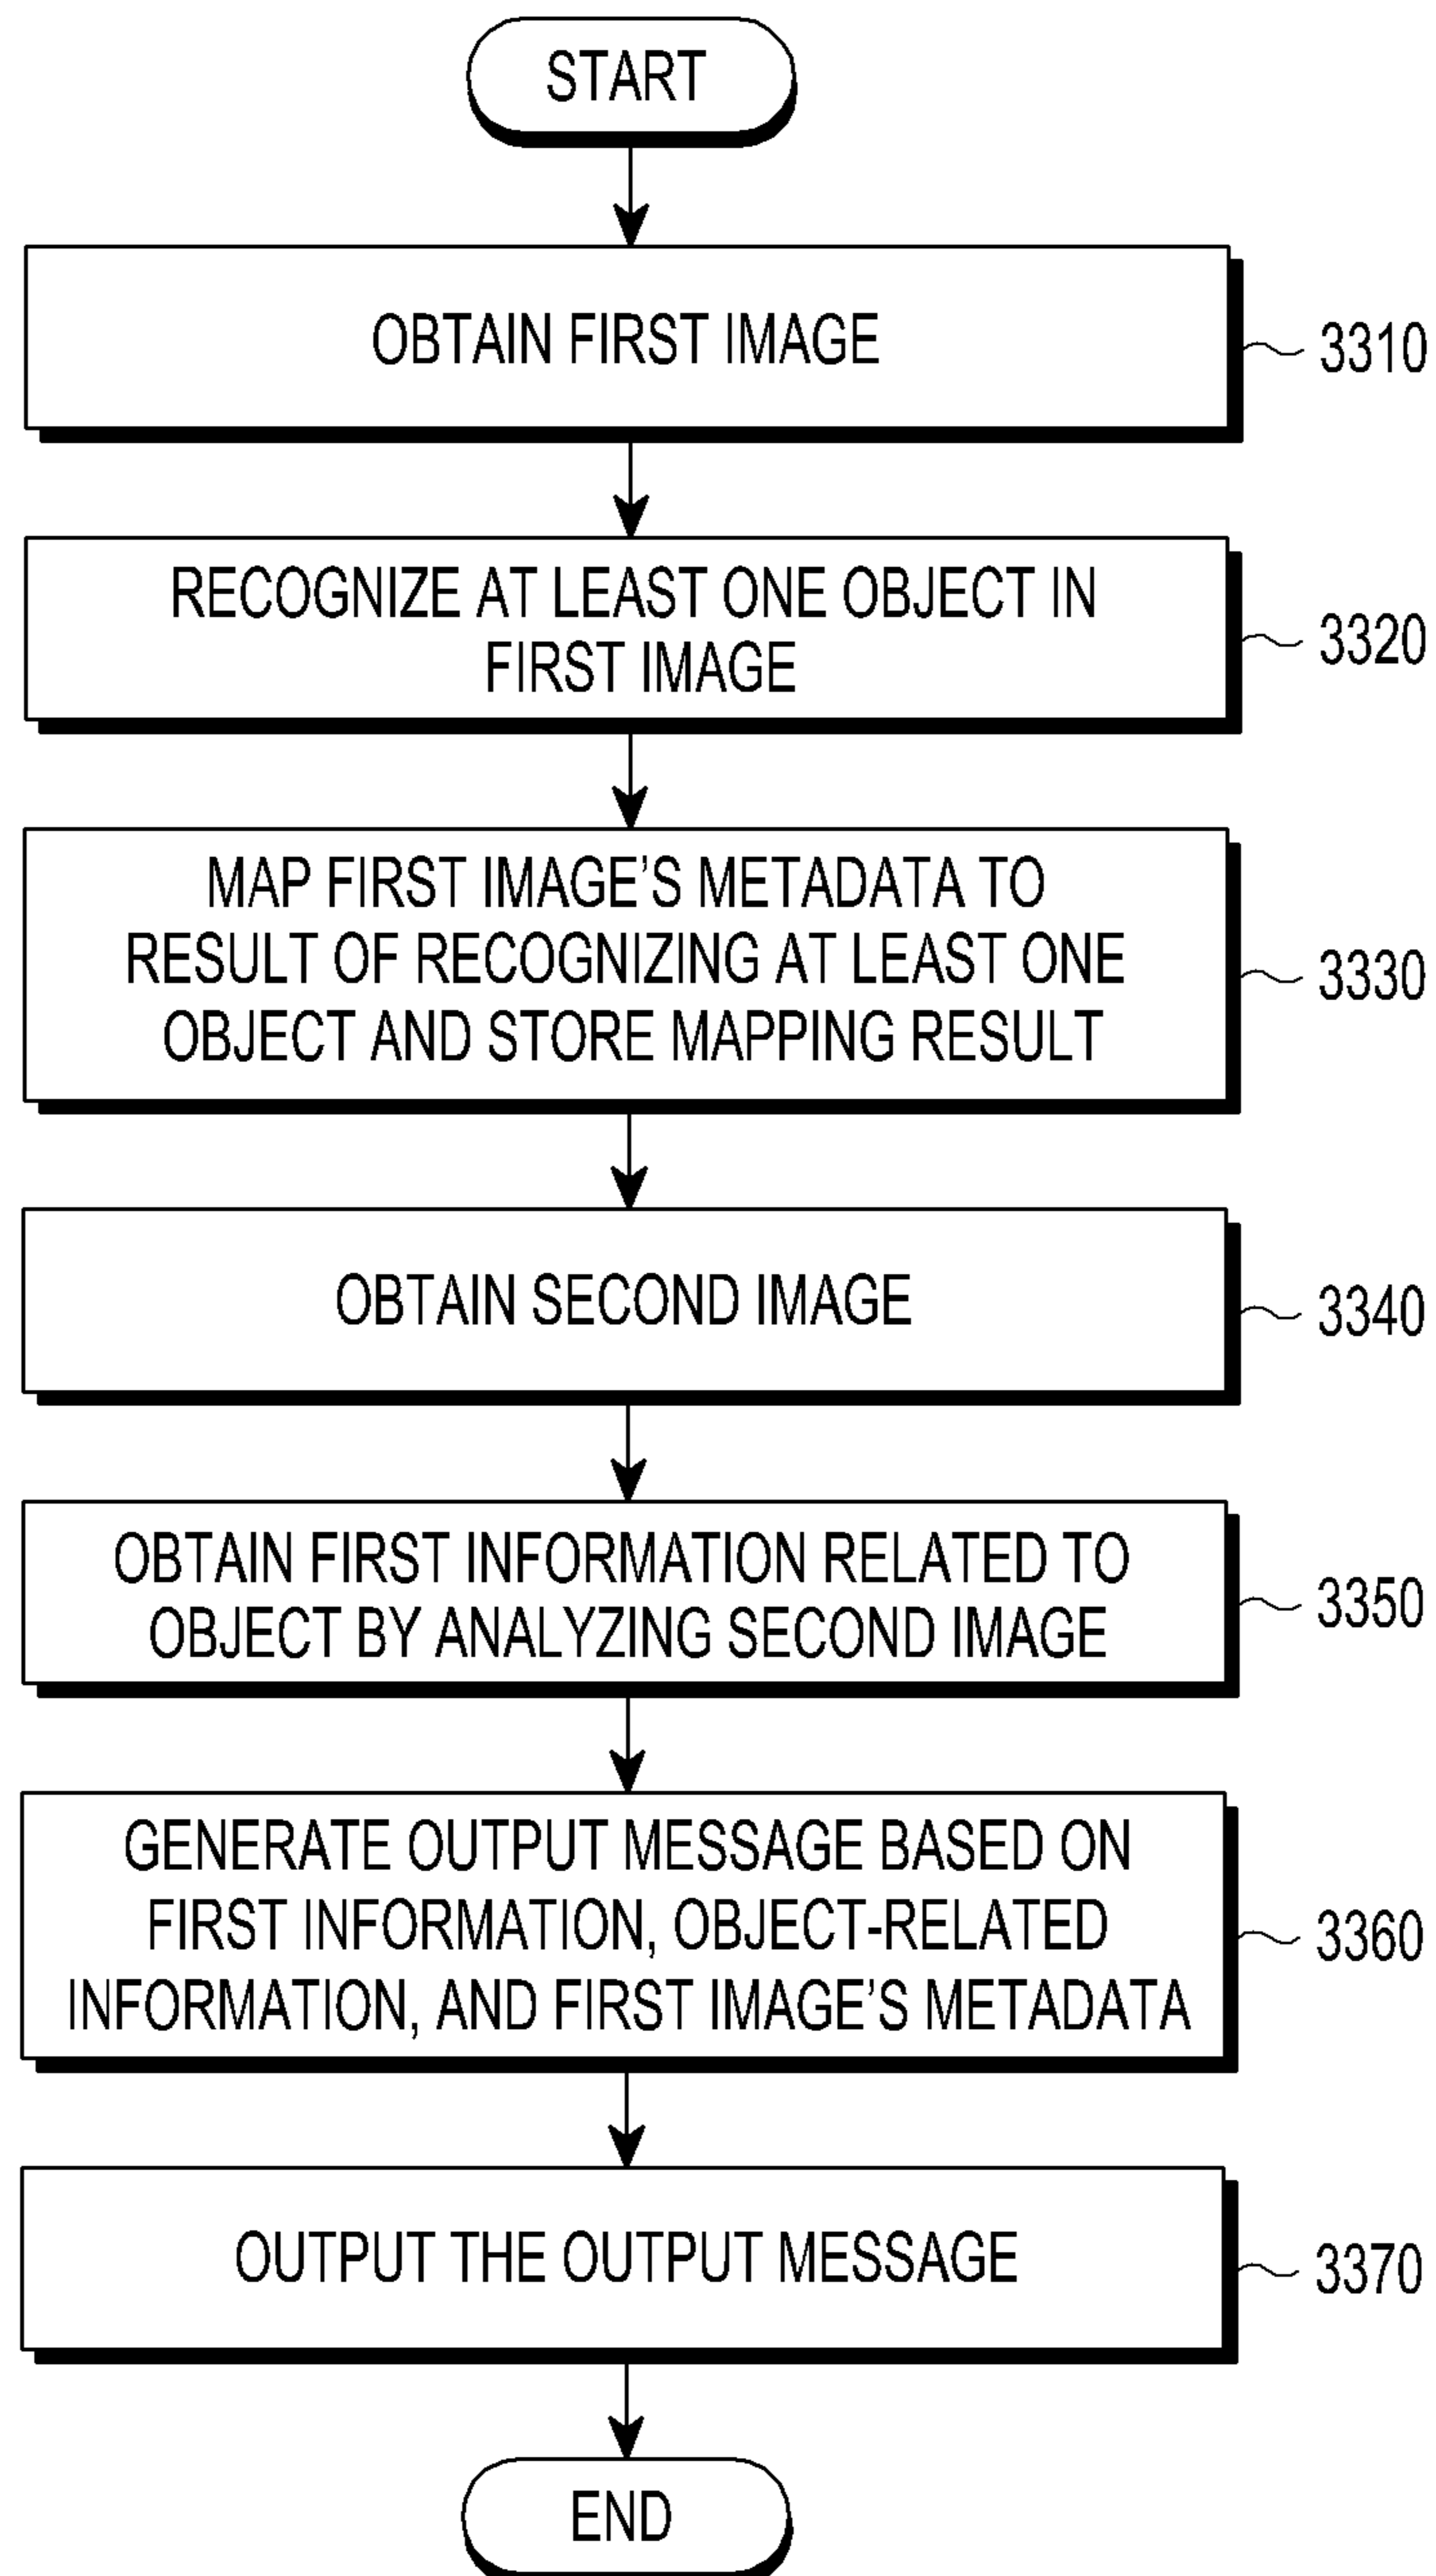 START
OBTAIN FIRST IMAGE
3310
RECOGNIZE AT LEAST ONE OBJECT IN
FIRST IMAGE
3320
MAP FIRST IMAGE'S METADATA TO
RESULT OF RECOGNIZING AT LEAST ONE
OBJECT AND STORE MAPPING RESULT
3330
OBTAIN SECOND IMAGE
3340
OBTAIN FIRST INFORMATION RELATED TO
OBJECT BY ANALYZING SECOND IMAGE
3350
GENERATE OUTPUT MESSAGE BASED ON
FIRST INFORMATION, OBJECT-RELATED
INFORMATION, AND FIRST IMAGE'S METADATA
3360
OUTPUT THE OUTPUT MESSAGE
3370
END